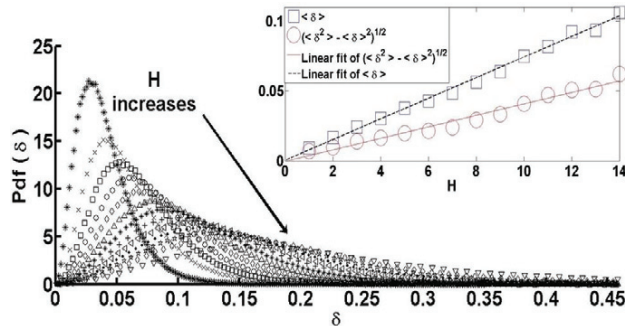 Pdf ( δ )
25
20
15
10
5
0
0 0.05 0.1 0.15 0.2 0.25 0.3 0.35 0.4 0.45
δ
H
increases
0.1
0.05
0
0 2 4 6 8 10 12 14
H
< δ >
(< δ² > - < δ >²)^1/2
Linear fit of (< δ² > - < δ >²)^1/2
Linear fit of < δ >